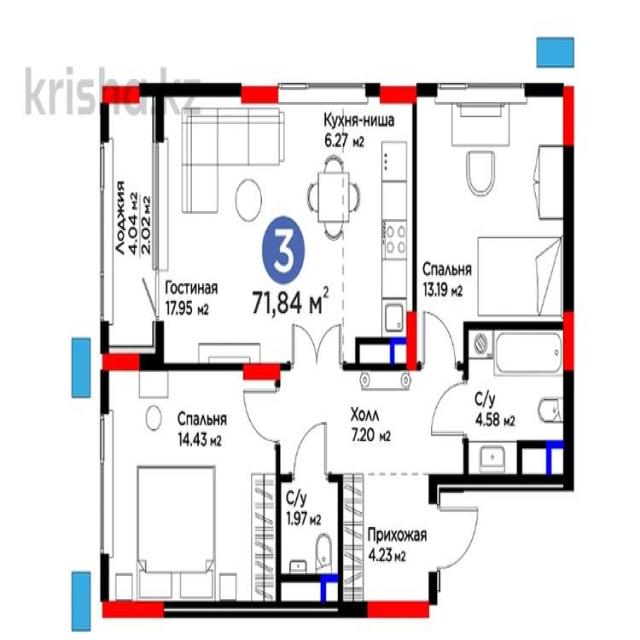 krisha.kz
Кухня-ниша
6.27 м2
Лоджия
4.04 м2
2.02 м2
3
71,84 м2
Гостиная
17.95 м2
Спальня
13.19 м2
Спальня
14.43 м2
Холл
7.20 м2
С/у
4.58 м2
С/у
1.97 м2
Прихожая
4.23 м2